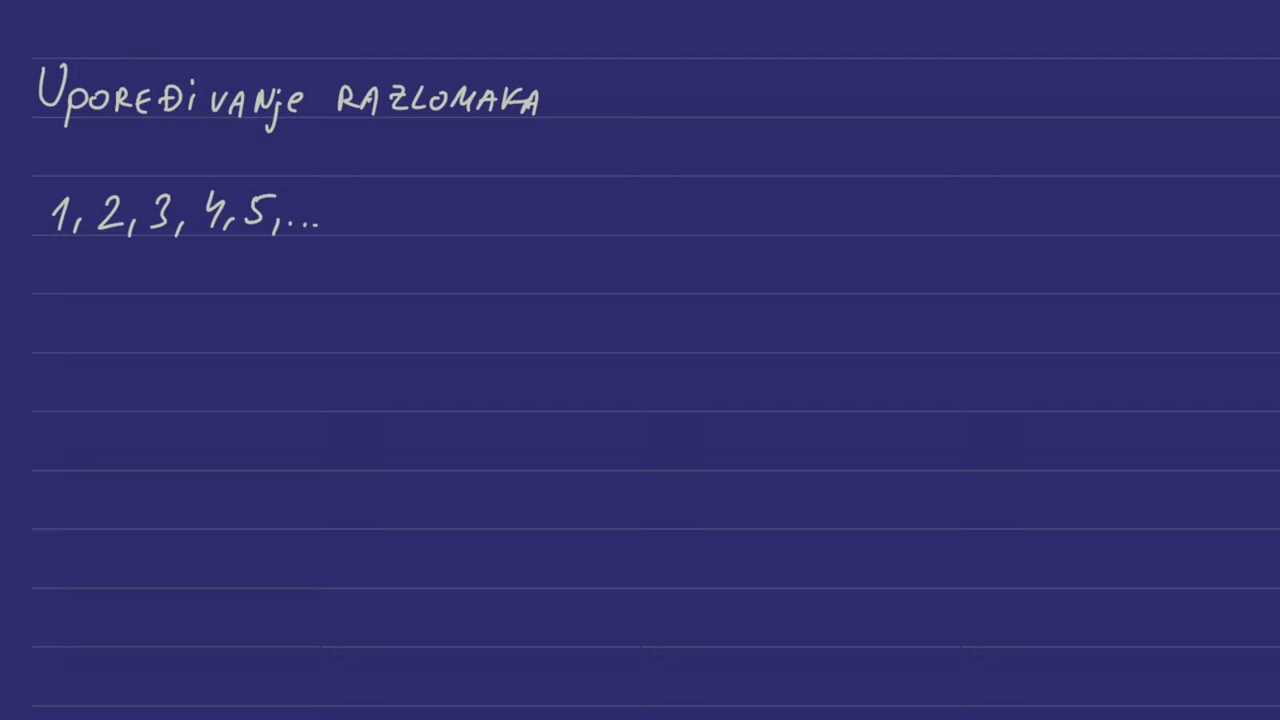 Upoređivanje RAZLOMAKA
1, 2, 3, 4, 5, ...